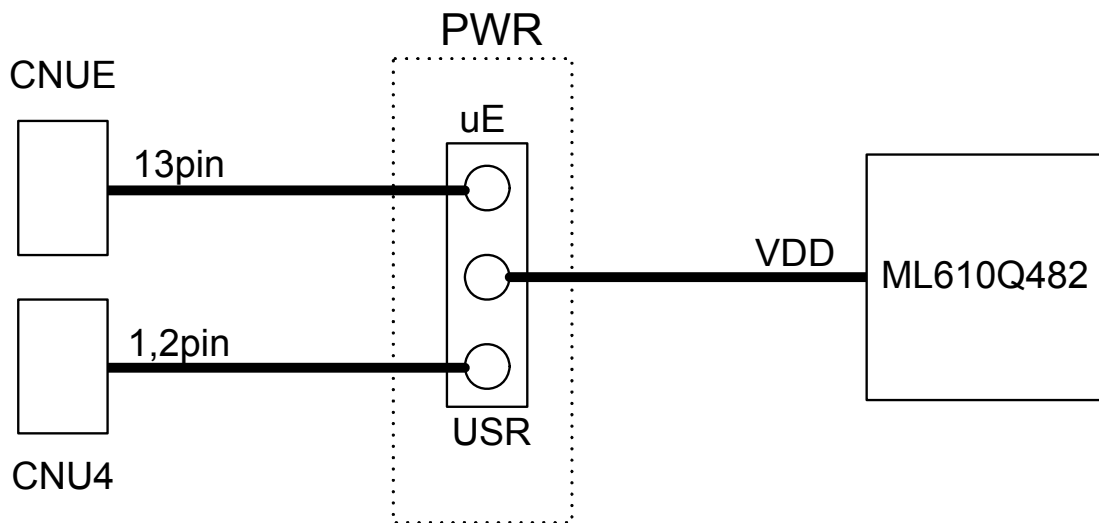 PWR
CNUE
uE
13pin
VDD
ML610Q482
1,2pin
USR
CNU4